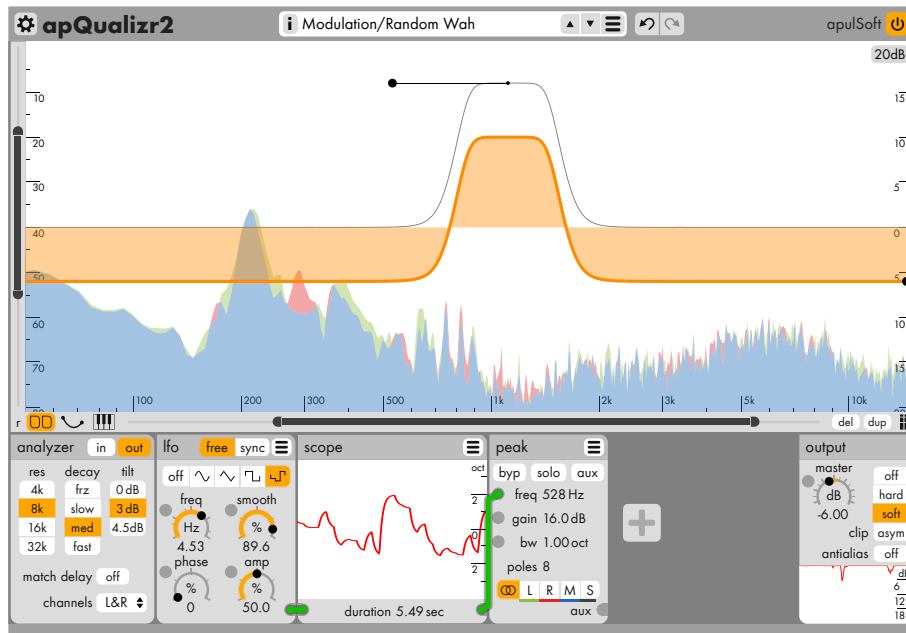 apQualizr2
i Modulation/Random Wah
apulSoft
20dB
10 15
20 10
30 5
40 0
50 5
60 10
70 15
80
100 200 300 500 1k 2k 3k 5k 10k
r del dup
analyzer in out
res decay tilt
4k frz 0 dB
8k slow 3 dB
16k med 4.5dB
32k fast
match delay off
channels L&R
lfo free sync
off
freq smooth
Hz %
4.53 89.6
phase amp
% %
0 50.0
scope
oct
2
0
2
duration 5.49 sec
peak
byp solo aux
freq 528 Hz
gain 16.0 dB
bw 1.00 oct
poles 8
L R M S
aux
output
master off
dB hard
-6.00 soft
clip asym
antialias off
6
12
18